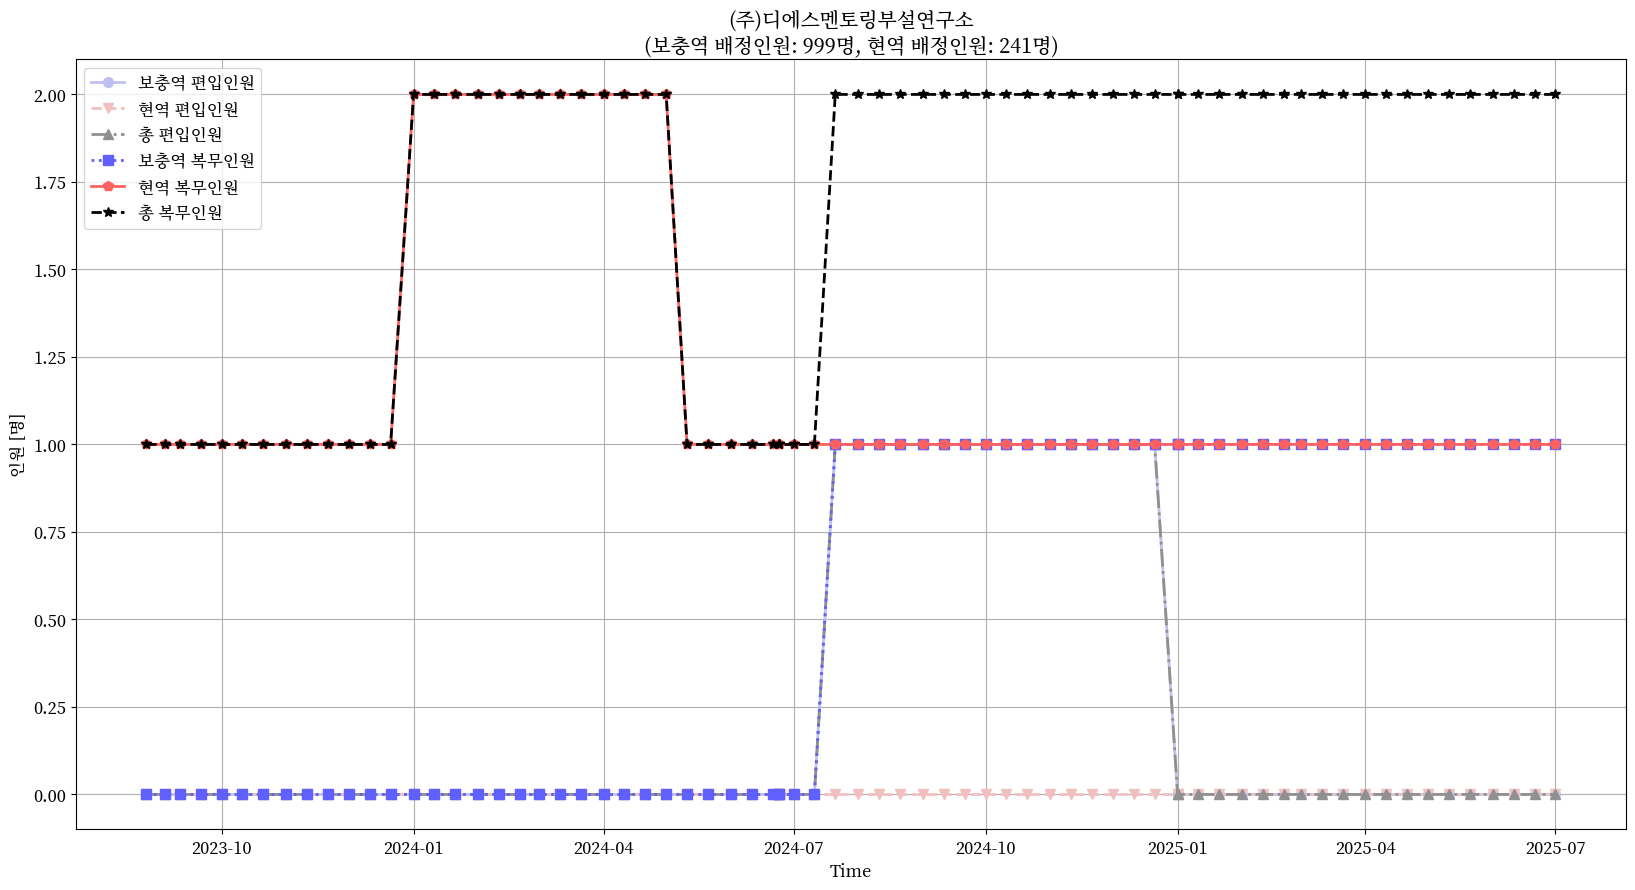 (주)디에스멘토링부설연구소
(보충역 배정인원: 999명, 현역 배정인원: 241명)
보충역 편입인원
현역 편입인원
총 편입인원
보충역 복무인원
현역 복무인원
총 복무인원
인원 [명]
2.00
1.75
1.50
1.25
1.00
0.75
0.50
0.25
0.00
2023-10 2024-01 2024-04 2024-07 2024-10 2025-01 2025-04 2025-07
Time